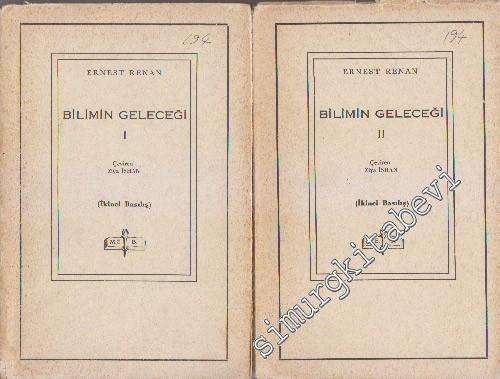 194
ERNEST RENAN
BİLİMİN GELECEĞİ
I
Çeviren
Ziya İSHAN
(İkinci Basılış)
M.E. B.
194
ERNEST RENAN
BİLİMİN GELECEĞİ
II
Çeviren
Ziya İSHAN
(İkinci Basılış)
M.E. B.
simurgkitabevi